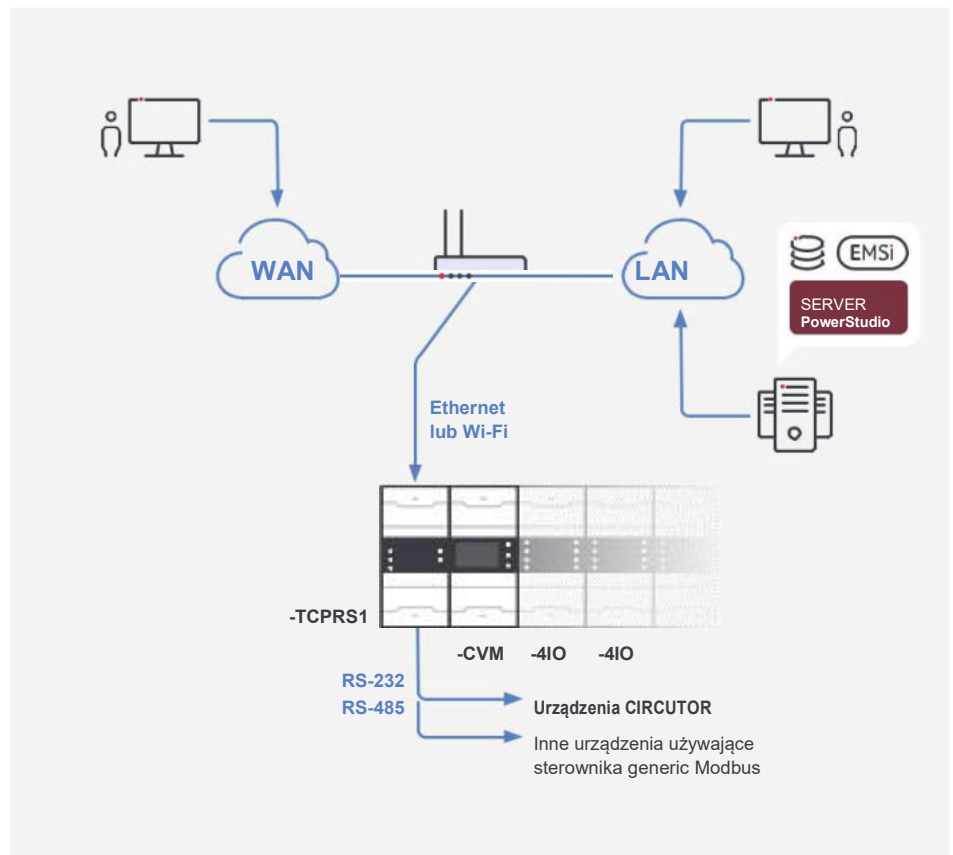 WAN
LAN
EMSi
SERVER
PowerStudio
Ethernet
lub Wi-Fi
-TCPRS1
-CVM -4IO -4IO
RS-232
RS-485
Urządzenia CIRCUTOR
Inne urządzenia używające
sterownika generic Modbus